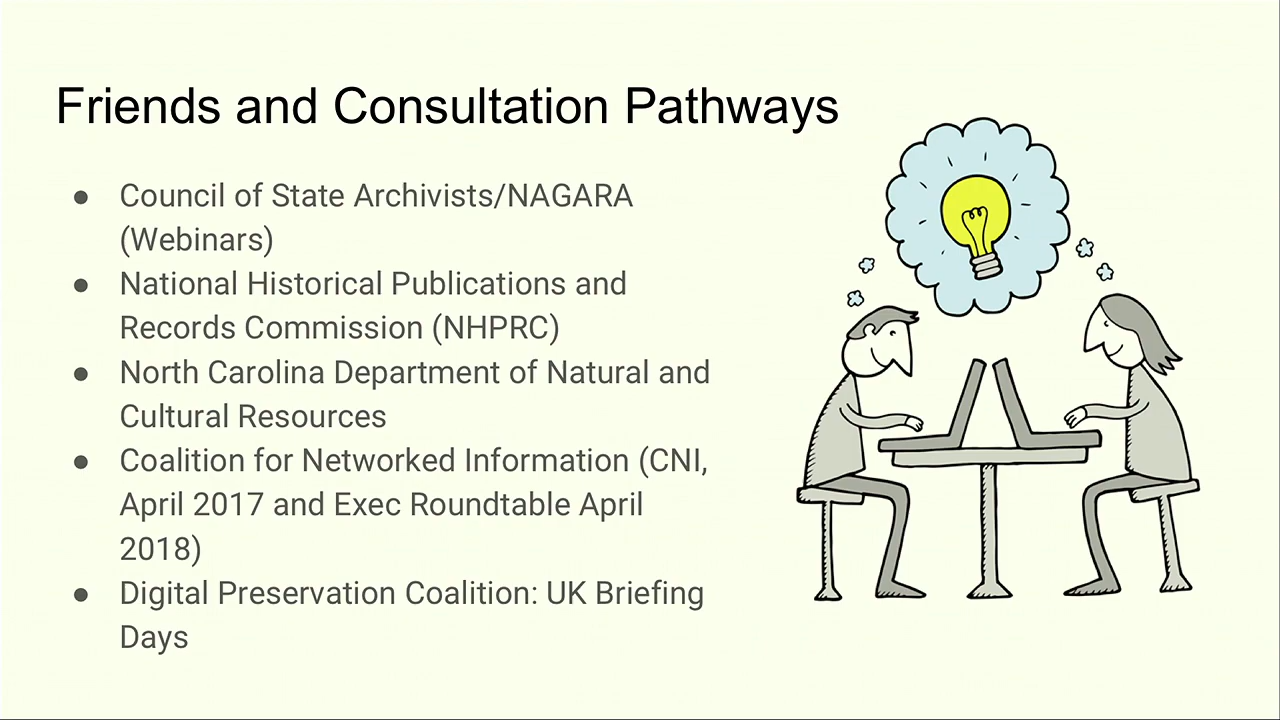 Friends and Consultation Pathways
● Council of State Archivists/NAGARA
(Webinars)
● National Historical Publications and
Records Commission (NHPRC)
● North Carolina Department of Natural and
Cultural Resources
● Coalition for Networked Information (CNI,
April 2017 and Exec Roundtable April
2018)
● Digital Preservation Coalition: UK Briefing
Days